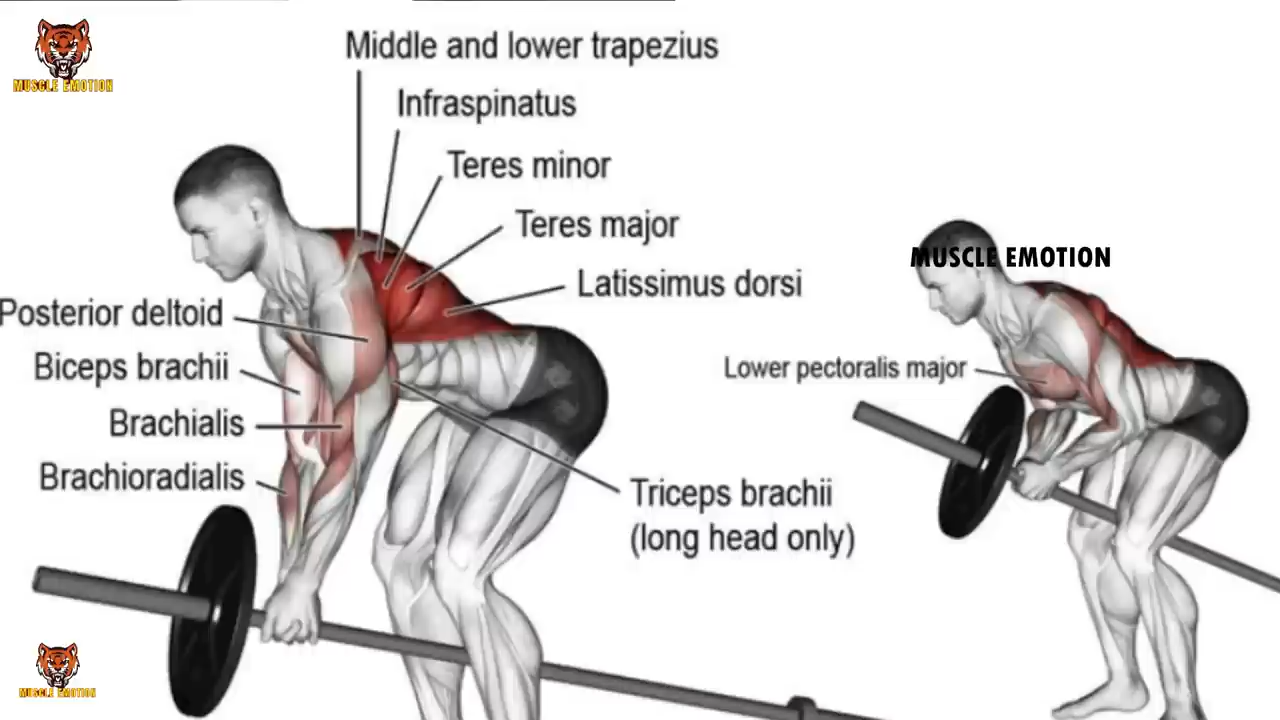 MUSCLE EMOTION
Middle and lower trapezius
Infraspinatus
Teres minor
Teres major
Latissimus dorsi
Posterior deltoid
Biceps brachii
Brachialis
Brachioradialis
Triceps brachii
(long head only)
MUSCLE EMOTION
Lower pectoralis major
MUSCLE EMOTION